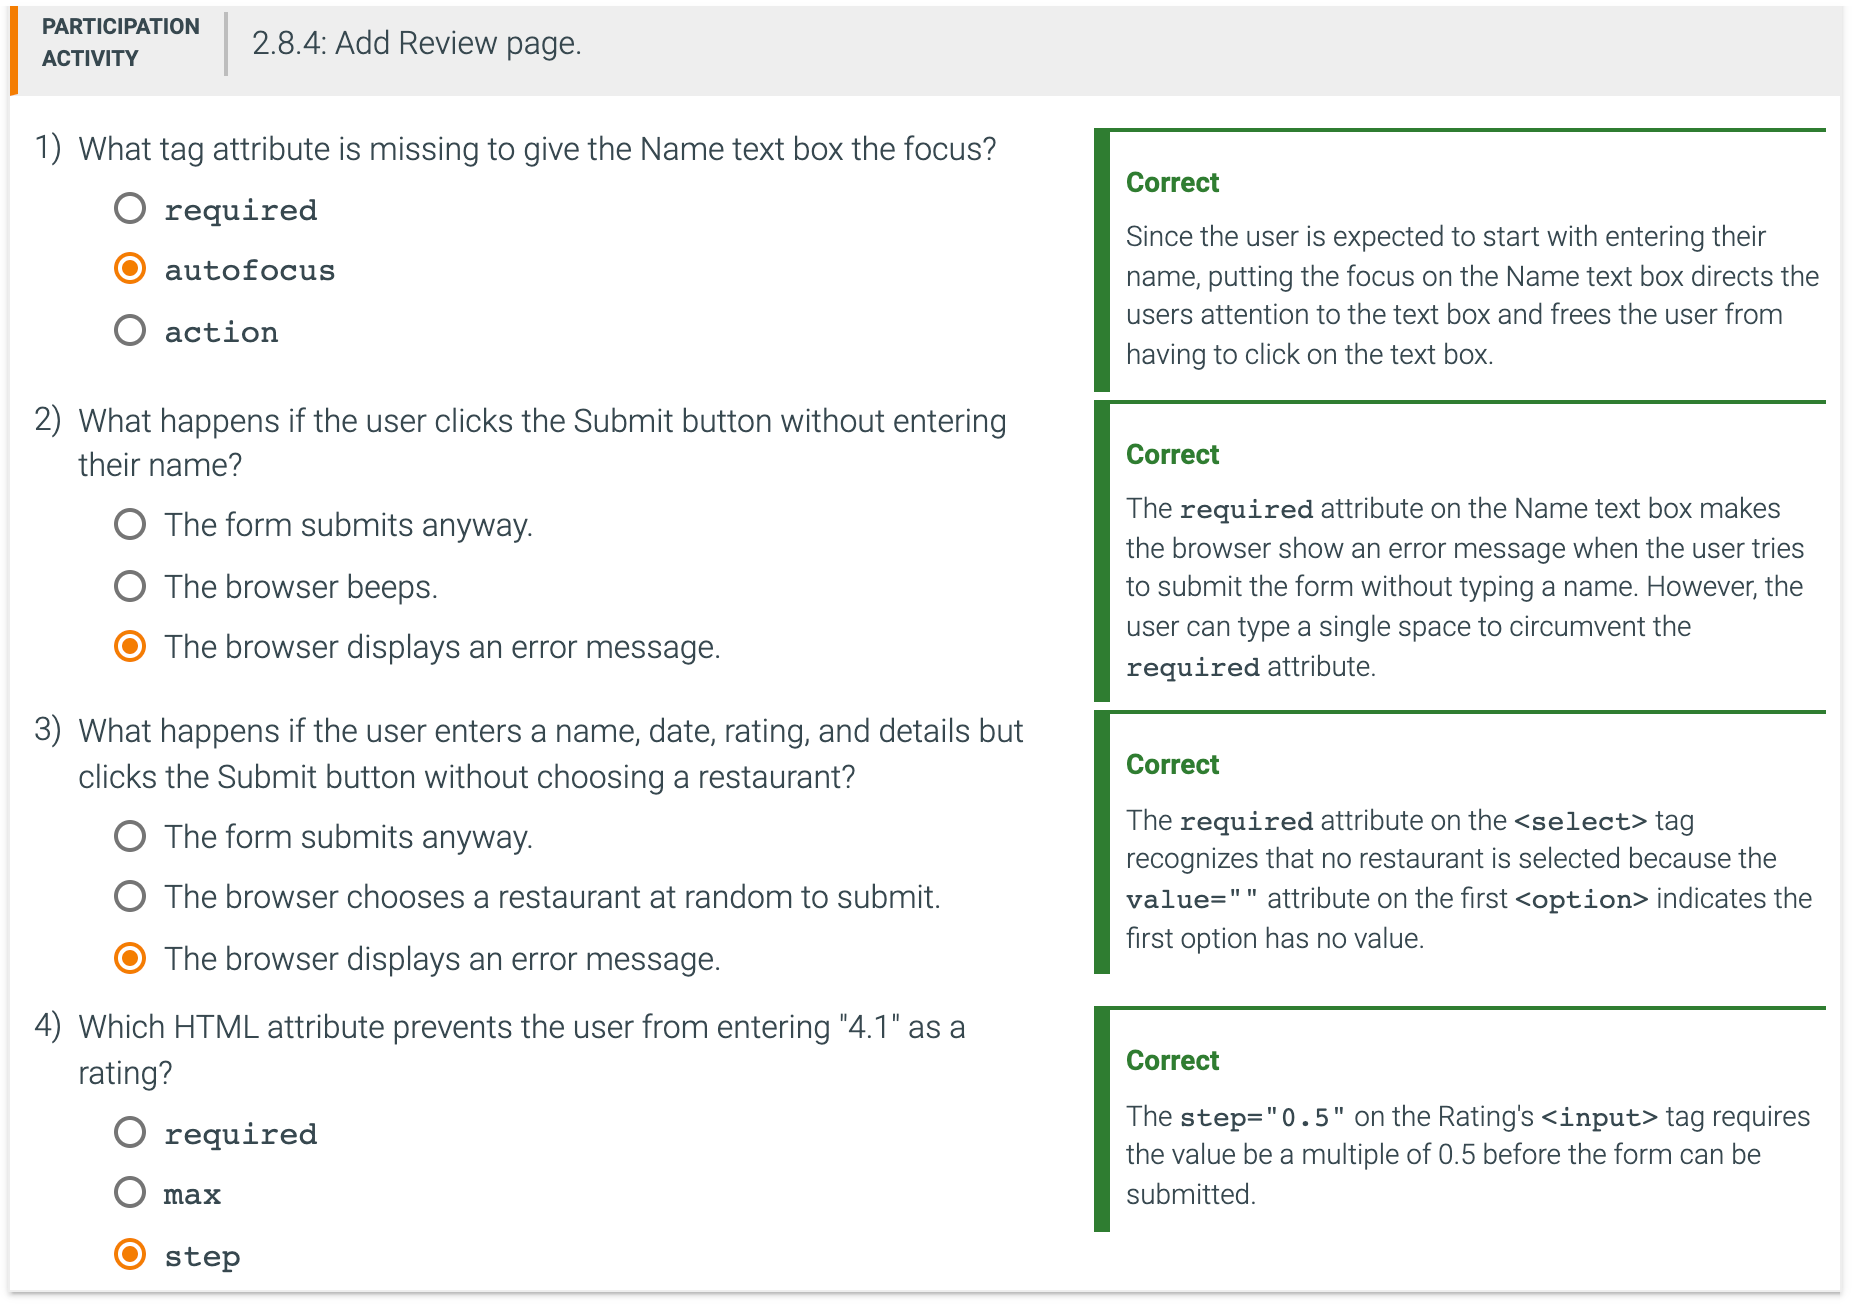 PARTICIPATION
ACTIVITY
2.8.4: Add Review page.
1) What tag attribute is missing to give the Name text box the focus?
required
autofocus
action
Correct
Since the user is expected to start with entering their
name, putting the focus on the Name text box directs the
users attention to the text box and frees the user from
having to click on the text box.
2) What happens if the user clicks the Submit button without entering
their name?
The form submits anyway.
The browser beeps.
The browser displays an error message.
Correct
The required attribute on the Name text box makes
the browser show an error message when the user tries
to submit the form without typing a name. However, the
user can type a single space to circumvent the
required attribute.
3) What happens if the user enters a name, date, rating, and details but
clicks the Submit button without choosing a restaurant?
The form submits anyway.
The browser chooses a restaurant at random to submit.
The browser displays an error message.
Correct
The required attribute on the <select> tag
recognizes that no restaurant is selected because the
value="" attribute on the first <option> indicates the
first option has no value.
4) Which HTML attribute prevents the user from entering "4.1" as a
rating?
required
max
step
Correct
The step="0.5" on the Rating's <input> tag requires
the value be a multiple of 0.5 before the form can be
submitted.